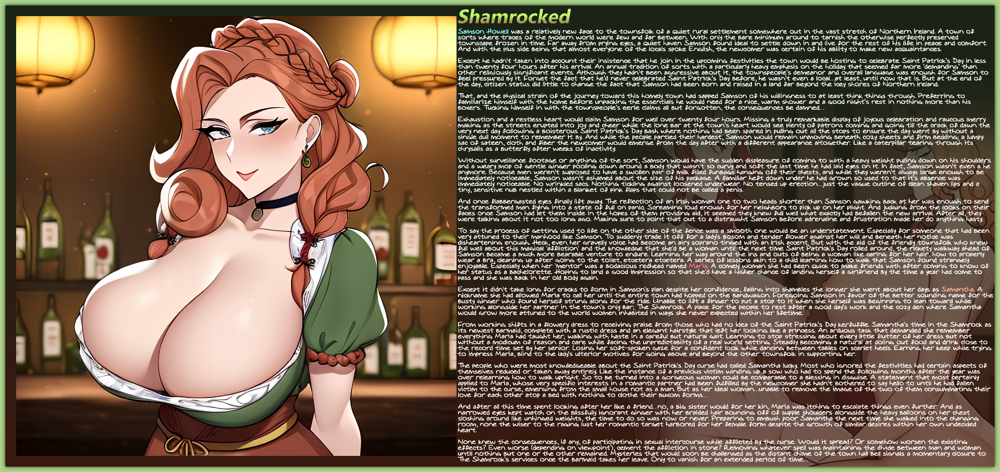 Shamrocked
Samson Howell was a relatively new face to the townsfolk of a quiet rural settlement somewhere out in the vast stretch of Northern Ireland. A town of
sorts where traces of the modern world were few and far between. With only the bare minimum around to tarnish the otherwise perfectly preserved
townscape frozen in time. Far away from prying eyes, a quiet haven Samson found ideal to settle down in and live for the rest of his life in peace and comfort.
And with the plus side being that almost everyone of the locals spoke English, the newcomer was certain of his ability to make new acquaintances.
Except he hadn't taken into account their insistence that he join in the upcoming festivities the town would be hosting to celebrate Saint Patrick's Day in less
than twenty four hours after his arrival. An annual tradition of sorts with a particularly heavy emphasis on the holiday that seemed far more 'demanding' than
other religiously significant events. Although they hadn't been aggressive about it, the townspeople's demeanor and overall language was enough for Samson to
feel pressured by it. Forget the fact that he'd never celebrated Saint Patrick's Day before, he wasn't even a local...at least, until now that is. But at the end of
the day, citizen status did little to change the fact that Samson had been born and raised in a land far beyond the icey shores of Northern Ireland.
That, and the physical strain of the journey toward this homely town had sapped Samson of his willingness to at least think things through. Preferring to
familiarize himself with the home before unpacking the essentials he would need for a nice, warm shower and a good night's rest in nothing more than his
boxers. Tucking himself in with the townspeople's eerie claims all but forgotten, the consequences be damned...
Exhaustion and a restless heart would claim Samson for well over twenty four hours. Missing a truly remarkable display of joyous celebration and raucous merry
making as the streets erupted into joy and cheer while the lone bar at the town's heart would see plenty of patrons coming and going till the crack of dawn the
very next day following a boisterous Saint Patrick's Day bash where nothing had been spared in pulling out all the stops to ensure the day went by without a
single dull moment to remember it by. And while the people partied their hardest, Samson would remain unmoving beneath cozy sheets and firm bedding; a lumpy
sac of sateen, cloth and fiber the newcomer would emerge from the day after with a different appearance altogether. Like a caterpillar tearing through its
chrysalis as a butterfly after weeks of inactivity.
Without surveillance footage or anything of the sort, Samson would have the sudden displeasure of coming to with a heavy weight pulling down on his shoulders
and a weary mop of gentle ginger pooling down around a body that wasn't so curvy and soft the last time he had laid eyes on it. In fact, Samson wasn't even a he
anymore. Because men weren't supposed to have a swollen pair of milk filled funbags hanging off their chests, and while they weren't always large enough to be
immediately noticeable, Samson wasn't ashamed about the size of his package. A familiar heft down under he had grown so used to that it's absence was
immediately noticeable. No wrinkled sacs. Nothing tickling against loosened underwear. No tensed up erection...just the vague outline of clean shaven lips and a
tiny, sensitive nub nestled within a blanket of pink flaps that could not be called a penis.
And once flabbergasted eyes finally lift away. The reflection of an Irish woman one to two heads shorter than Samson gawking back at her was enough to send
the transformed man flying into a state of full on panic. Screaming loud enough for her neighbors to pick up on her plight. And judging from the looks on their
faces once Samson had let them inside in the hopes of them providing aid, it seemed they knew full well what exactly had befallen the new arrival. After all, they
were talking about it not too long ago. Making sure to point that out to a distraught Samson before adrenaline and frustration made her do anything hasty.
To say the process of getting used to life on the other side of the fence was a smooth one would be an understatement. Especially for someone that had been
very attuned to their manhood like Samson. To suddenly trade it off for a lady's bosom and tender flower against her will and beneath her notice was
disheartening enough. Heck, even her gravelly voice had become an airy soprano tinged with an Irish accent. But with the aid of the friendly townsfolk who knew
full well about this magical 'affliction' and the knowledge that she'd be a woman until the next time Saint Patrick's Day rolled around, the rickety walkway ahead of
Samson became a much more bearable venture to endure. Learning her way around the ins and outs of being a woman like caring for her hair, how to properly
wear a bra, cleaning up after going to the toilet, etcetera etcetera. A series of lessons akin to a child learning how to walk that Samson found strangely
enjoyable. Especially when her 'mentor' was a bodacious redhead named Maria. A comely woman she had been quick to make friends with after coming to know of
her status as a bachelorette. Hoping to land a good impression so that she'd have a higher chance of landing herself a girlfriend by the time a year had come to
pass and she was back in her old body again.
Except it didn't take long for cracks to form in Samson's plan despite her confidence, falling into shambles the longer she went about her days as Samantha. A
nickname she had allowed Maria to call her until the entire town had hopped on the bandwagon. Foregoing Samson in favor of the better sounding name for the
busty ginger who found herself strung along for the ride. Unable to lift a finger to put a stop to it when she herself was beginning to lean toward while
working alongside her partner in the town's only bar; The Shamrock. A place for the people to rest after a good day's work and the cozy den where Samantha
would grow more attuned to the world women inhabited in ways she never expected within her lifetime.
From working shifts in a flowery dress to receiving praise from those who had no idea of the Saint Patrick's Day kerfuffle. Samantha's time in the Shamrock as
its newest barmaid, complete with a rustic dress and an elegant hairstyle that left her looking like a princess. An arduous task that demanded she remember
everything Maria had taught her; walking with haste in a careful but natural gait. Learning to stop stressing about every little flutter of her dress but not
without a modicum of reason and care while facing the unpredictability of a real world setting. Steadily becoming a natural at doling out food and drink close to
the record time set by her senior. Losing her soft-spoken gaze for a confident look while dancing between tables on scarlet heels. Earning her keep while trying
to impress Maria, blind to the lady's ulterior motives for going above and beyond the other townsfolk in supporting her.
The people who were most knowledgeable about the Saint Patrick's Day curse had called Samantha lucky. Most who ignored the festivities had certain aspects of
themselves reduced or taken away entirely. Like the instance of a previous victim winding up a sow who had to spend the following months after the year was
over relearning how to walk upright. So to be turned into a gorgeous woman could be comparable to a blessing in disguise. A statement that most certainly
applied to Maria, whose very specific interests in a romantic partner had been fulfilled by the newcomer she hadn't bothered to say hello to until he had fallen
victim to the curse, emerging from the small house not as a man. But as her ideal woman...unable to remove the image of the two of them consummating their
love for each other atop a bed with nothing to clothe their buxom forms...
And after all this time spent looking after her like a friend...no, a big sister would for her kin, Maria was itching to escalate things even further. And as
narrowed eyes kept watch on the blissfully ignorant ginger with her braided hair bouncing off of supple shoulders alongside the heavy balloons on her chest
sloshing around like unhinged weights, the time to do so was now or never. Preparing to ambush poor Samantha the next time she walked into the changing
room, none the wiser to the raging lust her romantic target harbored for her female form despite the growth of similar desires within her own undecided
heart.
None knew the consequences, if any, of participating in sexual intercourse while afflicted by the curse. Would it spread? Or somehow worsen the existing
effects? Even worse (depending on viewpoint), cement the affliction in stone? Removing whatever spell was maintaining the divide between man and woman
until nothing but one or the other remained. Mysteries that would soon be challenged as the distant chime of the town hall bell signals a momentary closure to
The Shamrock's services once the barmaid takes her leave. Only to vanish for an extended period of time...